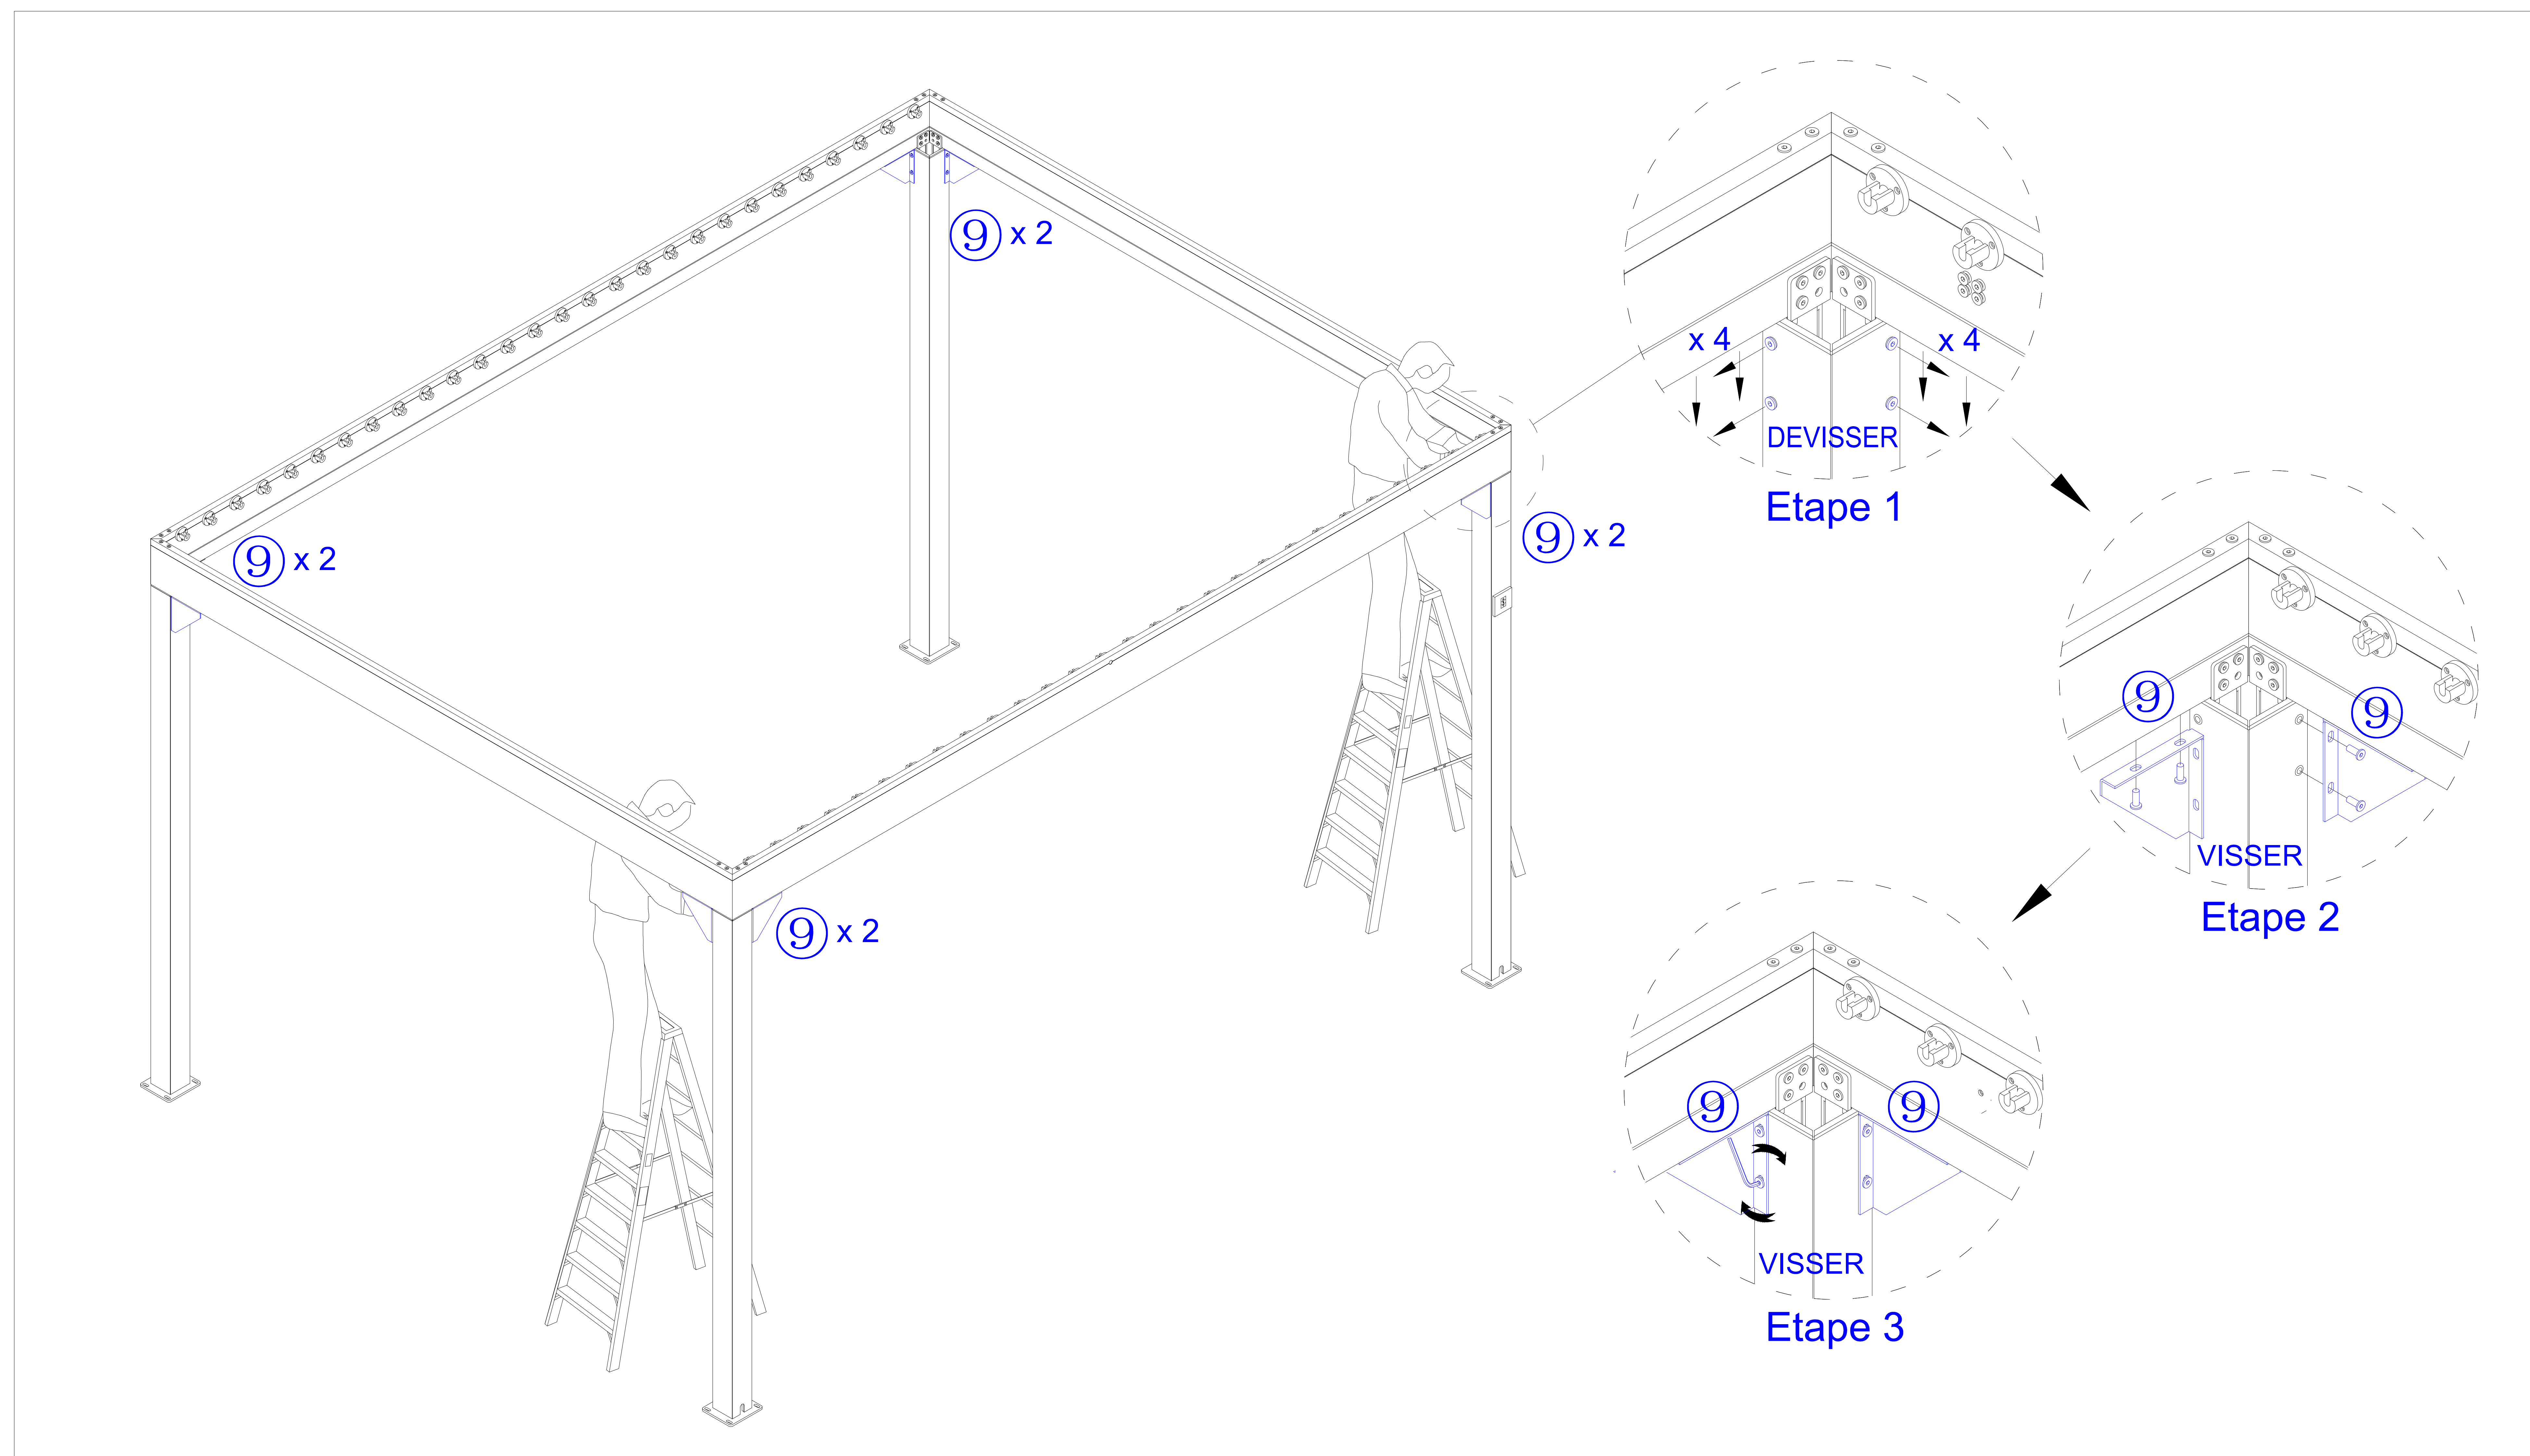 ⑨ x 2
⑨ x 2
⑨ x 2
⑨ x 2
x 4
x 4
DEVISSER
Etape 1
⑨
⑨
VISSER
Etape 2
⑨
⑨
VISSER
Etape 3